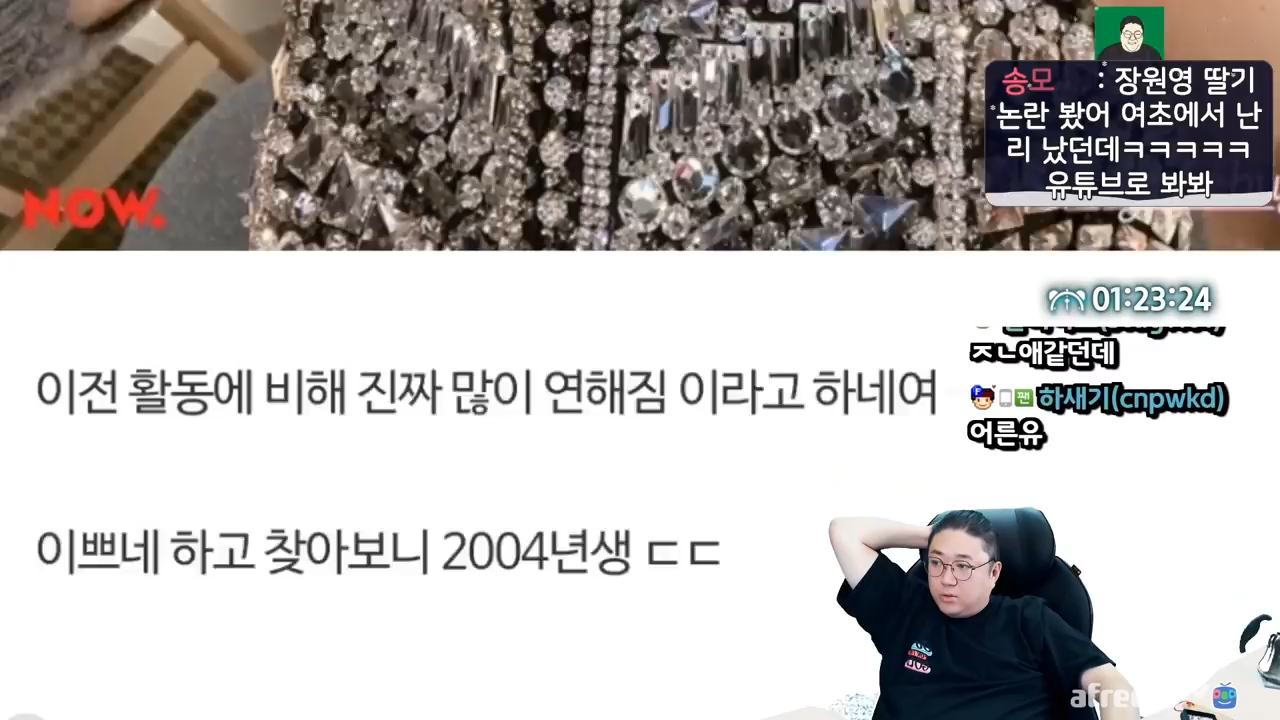 NOW.
송모 : 장원영 딸기
논란 봤어 여초에서 난
리 났던데ㅋㅋㅋㅋㅋ
유튜브로 봐봐
01:23:24
ㅈㄴ애같던데
이전 활동에 비해 진짜 많이 연해짐 이라고 하네여
F 팬 하새기(cnpwkd)
어른유
이쁘네 하고 찾아보니 2004년생 ㄷㄷ